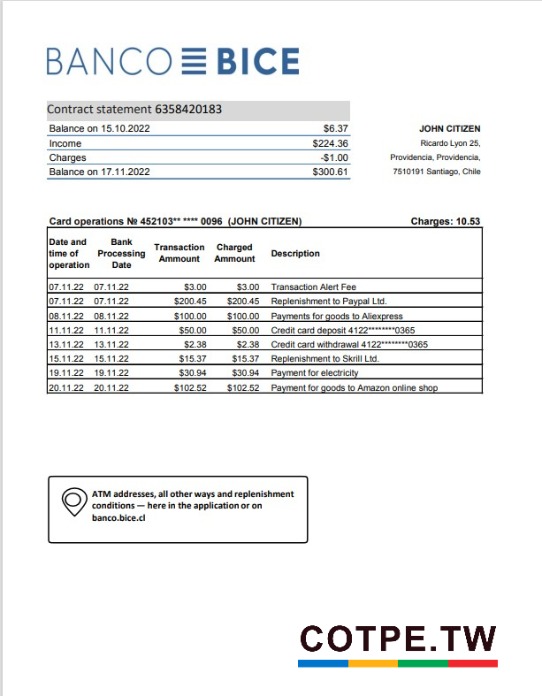 BANCO BICE
Contract statement 6358420183
Balance on 15.10.2022 $6.37
Income $224.36
Charges -$1.00
Balance on 17.11.2022 $300.61
JOHN CITIZEN
Ricardo Lyon 25,
Providencia, Providencia,
7510191 Santiago, Chile
Card operations № 452103** **** 0096 (JOHN CITIZEN) Charges: 10.53
Date and time of operation Bank Processing Date Transaction Amount Charged Amount Description
07.11.22 07.11.22 $3.00 $3.00 Transaction Alert Fee
07.11.22 07.11.22 $200.45 $200.45 Replenishment to Paypal Ltd.
08.11.22 08.11.22 $100.00 $100.00 Payments for goods to Aliexpress
11.11.22 11.11.22 $50.00 $50.00 Credit card deposit 4122********0365
13.11.22 13.11.22 $2.38 $2.38 Credit card withdrawal 4122********0365
15.11.22 15.11.22 $15.37 $15.37 Replenishment to Skrill Ltd.
19.11.22 19.11.22 $30.94 $30.94 Payment for electricity
20.11.22 20.11.22 $102.52 $102.52 Payment for goods to Amazon online shop
ATM addresses, all other ways and replenishment
conditions — here in the application or on
banco.bice.cl
COTPE.TW